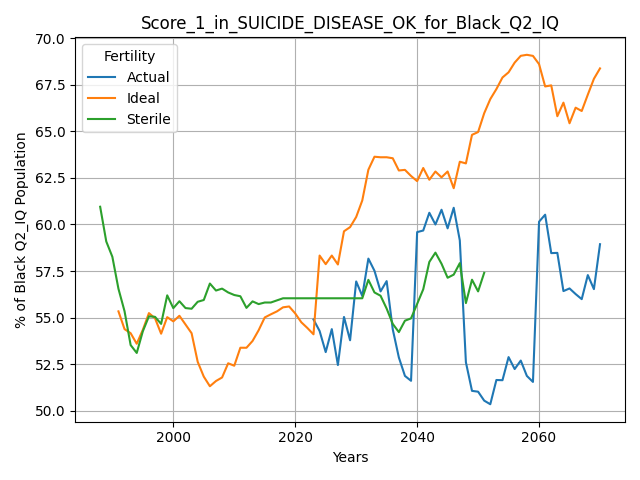 Score_1_in_SUICIDE_DISEASE_OK_for_Black_Q2_IQ
70.0
67.5
65.0
62.5
60.0
57.5
55.0
52.5
50.0
% of Black Q2_IQ Population
Fertility
Actual
Ideal
Sterile
2000
2020
2040
2060
Years